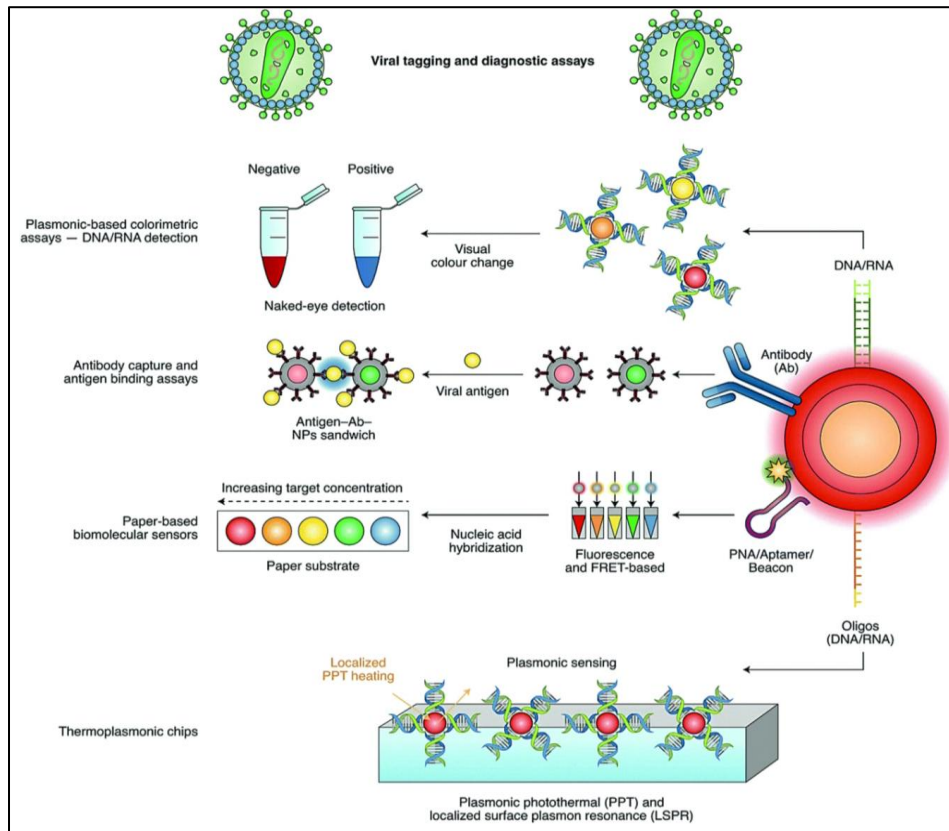 Viral tagging and diagnostic assays
Negative
Positive
Plasmonic-based colorimetric
assays — DNA/RNA detection
Visual
colour change
Naked-eye detection
DNA/RNA
Antibody capture and
antigen binding assays
Viral antigen
Antigen–Ab–
NPs sandwich
Antibody
(Ab)
Increasing target concentration
Paper-based
biomolecular sensors
Paper substrate
Nucleic acid
hybridization
Fluorescence
and FRET-based
PNA/Aptamer/
Beacon
Oligos
(DNA/RNA)
Localized
PPT heating
Plasmonic sensing
Thermoplasmonic chips
Plasmonic photothermal (PPT) and
localized surface plasmon resonance (LSPR)